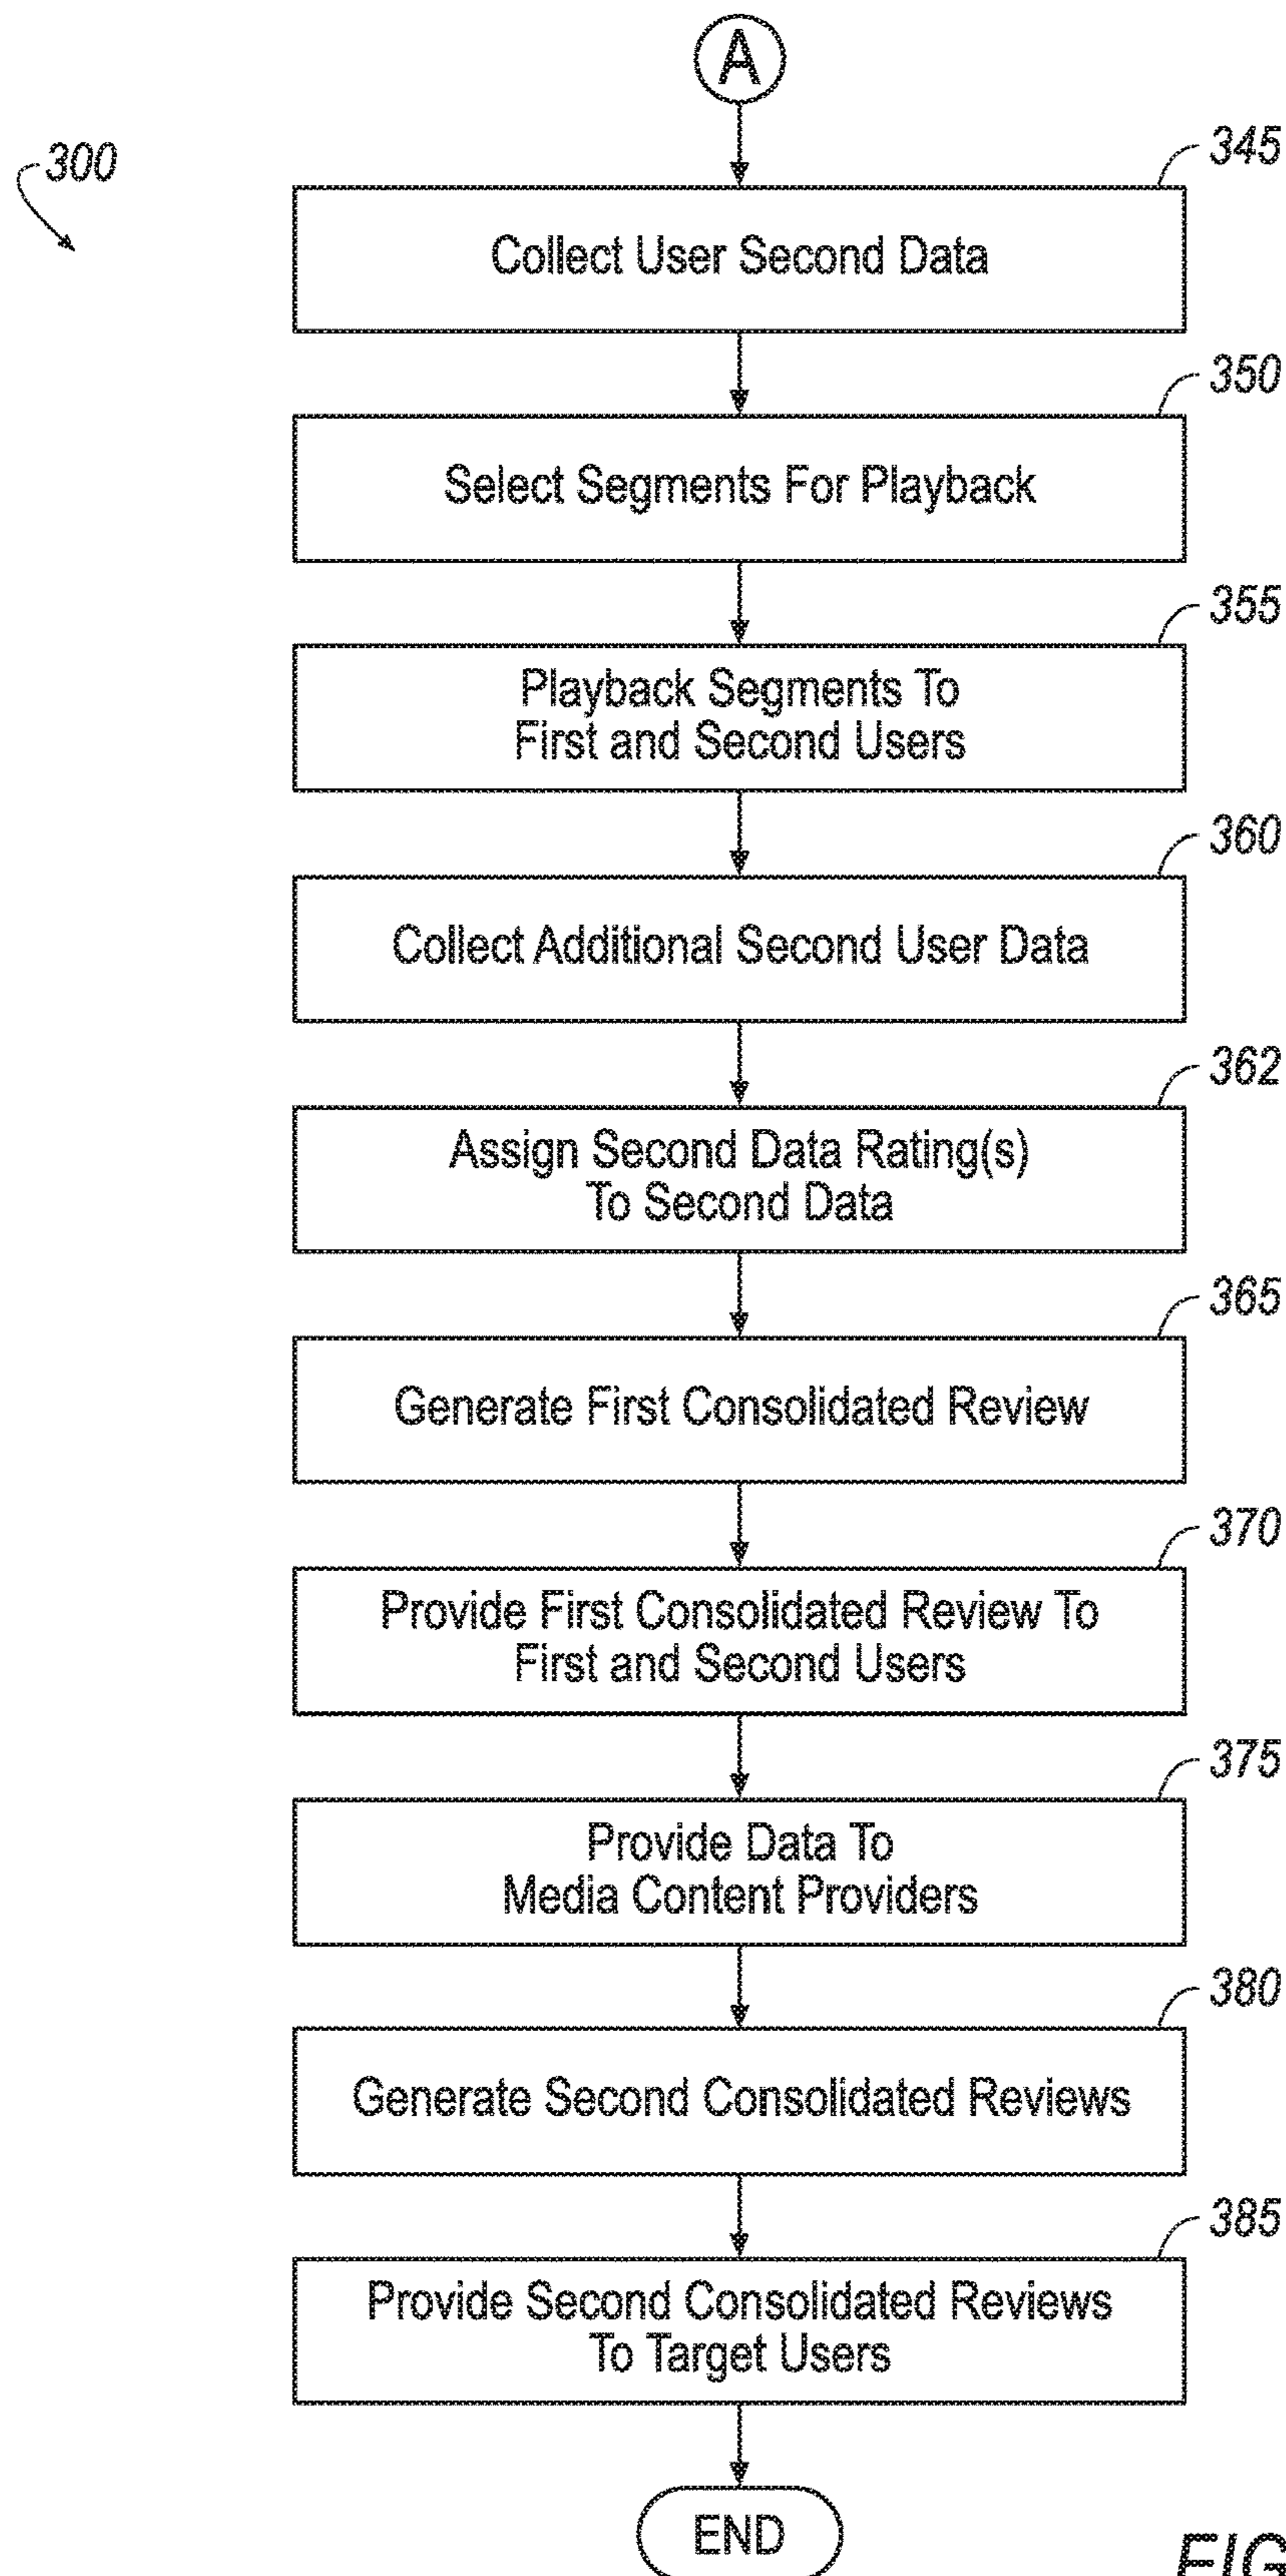 A
300
345
Collect User Second Data
350
Select Segments For Playback
355
Playback Segments To
First and Second Users
360
Collect Additional Second User Data
362
Assign Second Data Rating(s)
To Second Data
365
Generate First Consolidated Review
370
Provide First Consolidated Review To
First and Second Users
375
Provide Data To
Media Content Providers
380
Generate Second Consolidated Reviews
385
Provide Second Consolidated Reviews
To Target Users
END
FIG